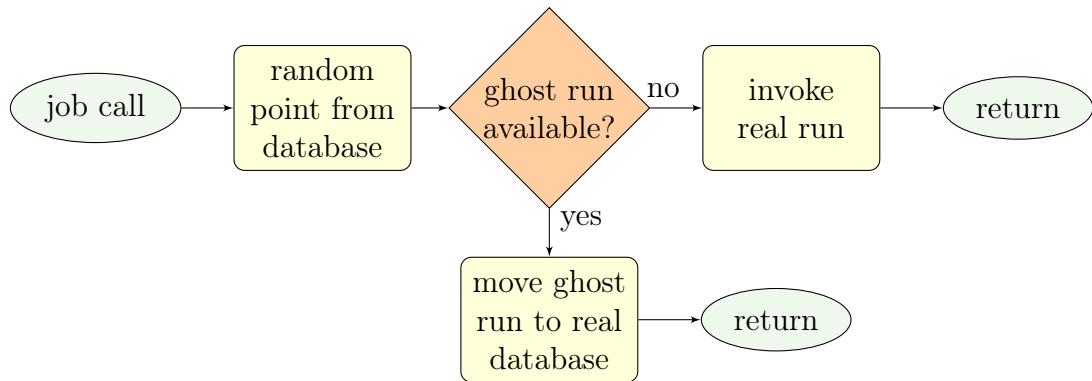 job call
random
point from
database
ghost run
available?
no
invoke
real run
return
yes
move ghost
run to real
database
return